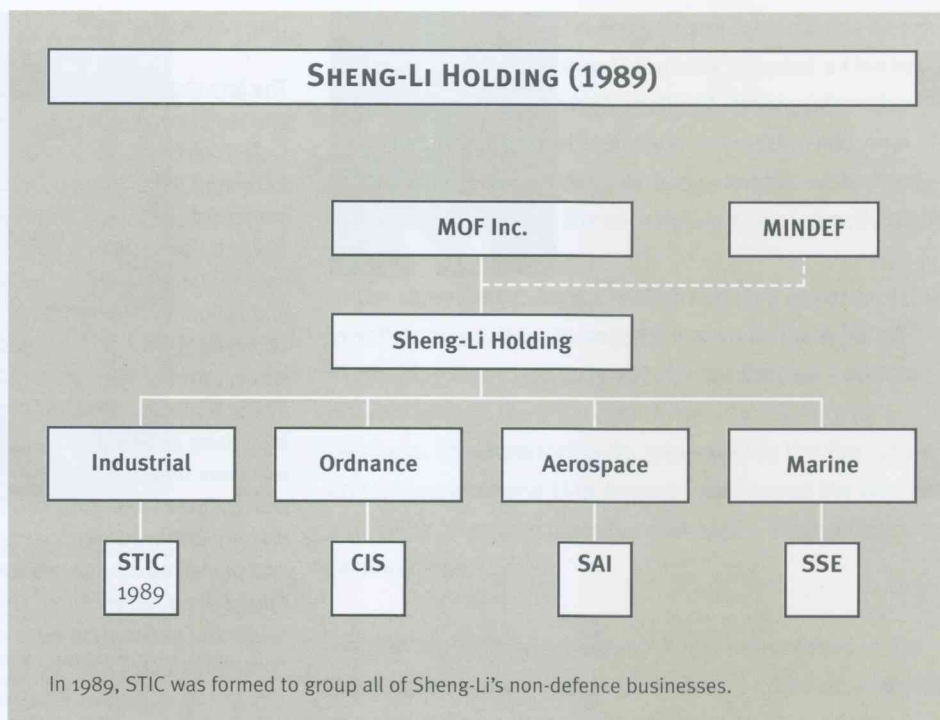 SHENG-LI HOLDING (1989)
MOF Inc.
MINDEF
Sheng-Li Holding
Industrial
Ordnance
Aerospace
Marine
STIC
1989
CIS
SAI
SSE
In 1989, STIC was formed to group all of Sheng-Li's non-defence businesses.